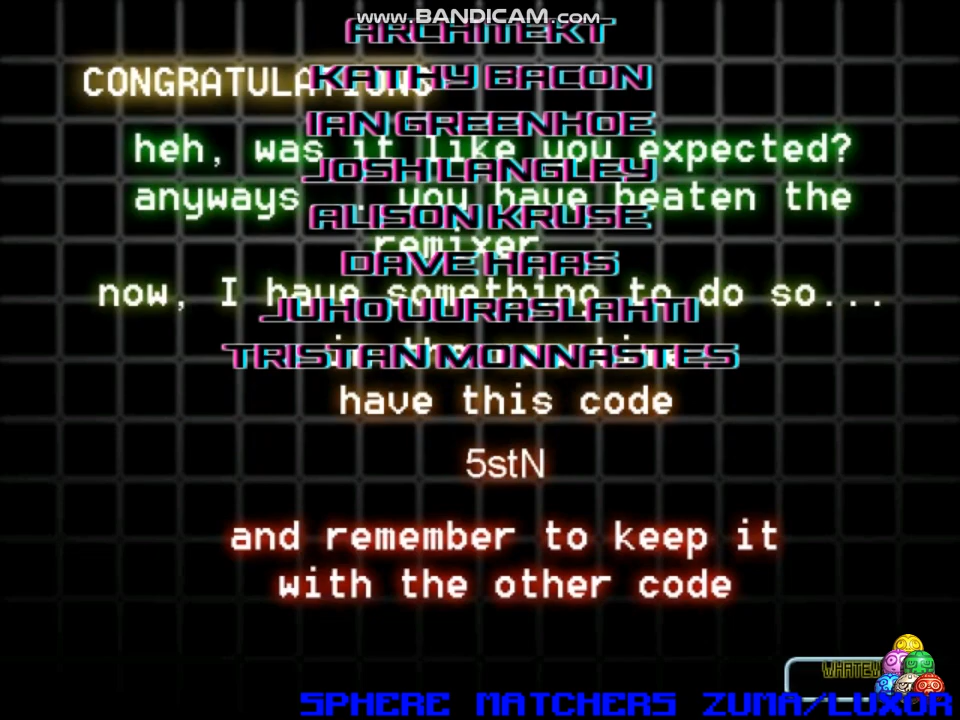 www.BANDICAM.com
ARCHITEKT
CONGRATULATIONS
KATHY BACON
IAN GREENHOE
heh, was it like you expected?
JOSH LANGLEY
anyways... you have beaten the
ALISON KRUSE
remixer
DAVE HAAS
now, I have something to do so...
JUHO UURASLAHTI
TRISTAN MONNASTES
have this code
5stN
and remember to keep it
with the other code
SPHERE MATCHERS ZUMA/LUXOR